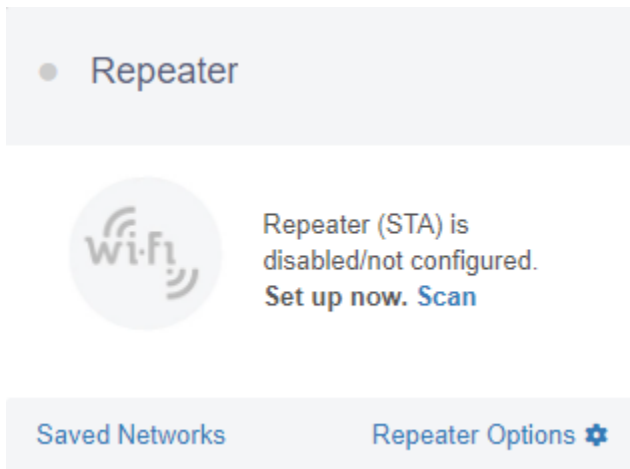 Repeater
Wi-Fi
Repeater (STA) is
disabled/not configured.
Set up now. Scan
Saved Networks
Repeater Options